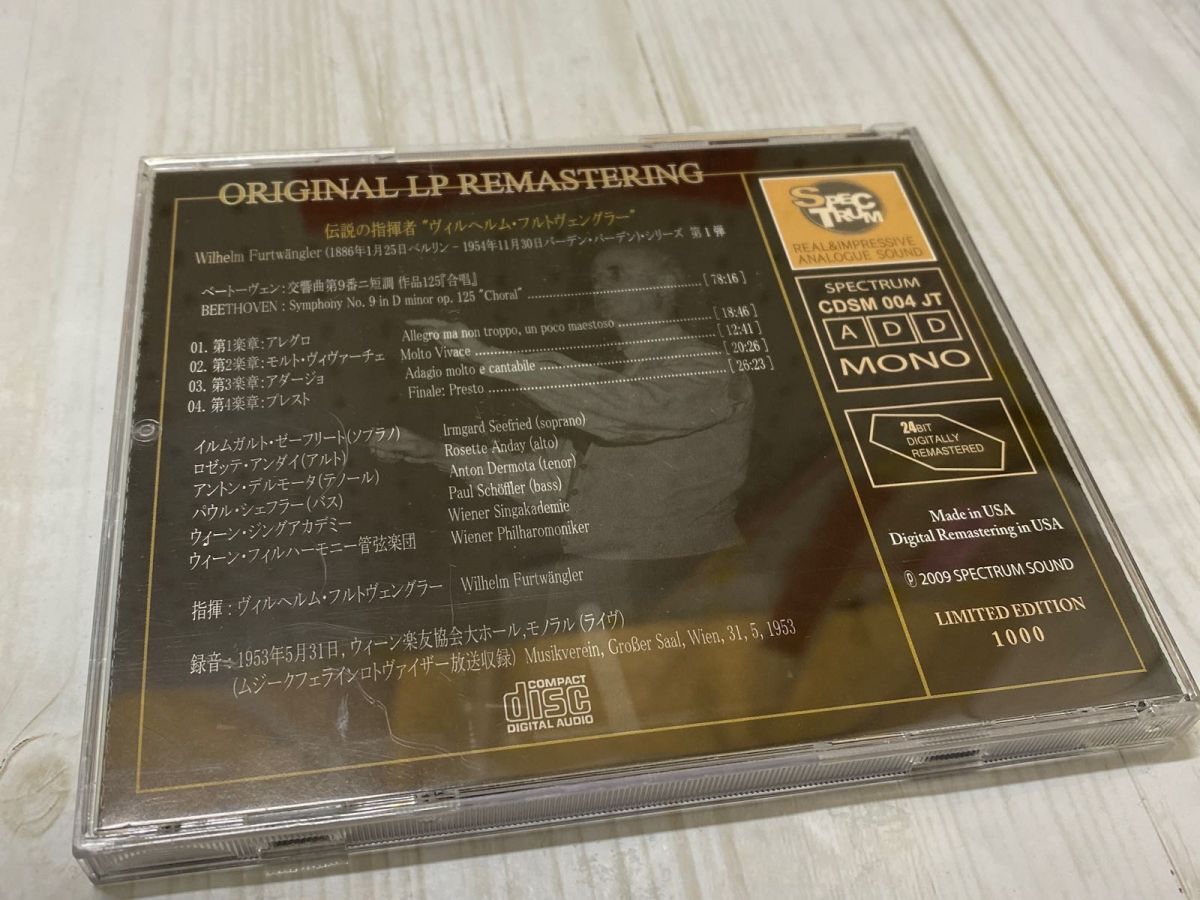 ORIGINAL LP REMASTERING
伝説の指揮者 "ヴィルヘルム・フルトヴェングラー"
Wilhelm Furtwängler (1886年1月25日ベルリン - 1954年11月30日バーデン・バーデン)・シリーズ 第1弾
ベートーヴェン:交響曲第9番ニ短調 作品125『合唱』
BEETHOVEN : Symphony No. 9 in D minor op. 125 "Choral" [ 78:16 ]
01. 第1楽章:アレグロ Allegro ma non troppo, un poco maestoso [ 18:46 ]
02. 第2楽章:モルト・ヴィヴァーチェ Molto Vivace [ 12:41 ]
03. 第3楽章:アダージョ Adagio molto e cantabile [ 20:26 ]
04. 第4楽章:プレスト Finale: Presto [ 26:23 ]
イルムガルト・ゼーフリート(ソプラノ) Irmgard Seefried (soprano)
ロゼッテ・アンダイ(アルト) Rosette Anday (alto)
アントン・デルモータ(テノール) Anton Dermota (tenor)
パウル・シェフラー(バス) Paul Schöffler (bass)
ウィーン・ジングアカデミー Wiener Singakademie
ウィーン・フィルハーモニー管弦楽団 Wiener Philharomoniker
指揮:ヴィルヘルム・フルトヴェングラー Wilhelm Furtwängler
録音:1953年5月31日, ウィーン楽友協会大ホール, モノラル (ライヴ)
(ムジークフェラインロトヴァイザー放送収録) Musikverein, Großer Saal, Wien, 31, 5, 1953
COMPACT
disc
DIGITAL AUDIO
SPECTRUM
REAL&IMPRESSIVE
ANALOGUE SOUND
SPECTRUM
CDSM 004 JT
A D D
MONO
24BIT
DIGITALLY
REMASTERED
Made in USA
Digital Remastering in USA
℗ 2009 SPECTRUM SOUND
LIMITED EDITION
1000